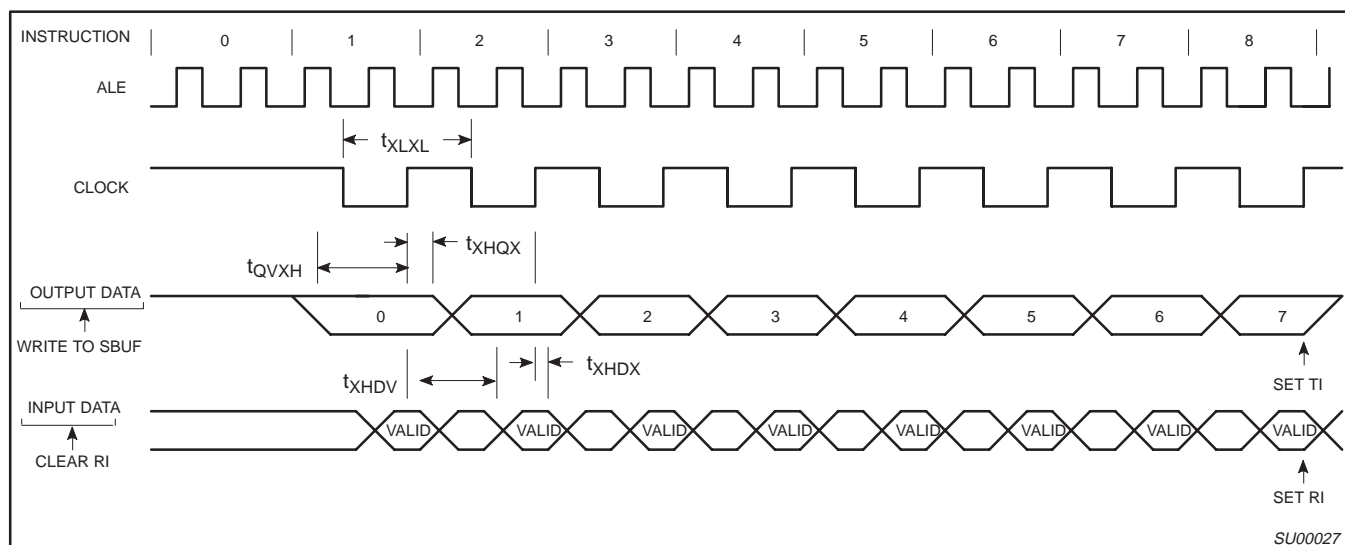 INSTRUCTION 0 1 2 3 4 5 6 7 8
ALE
tXLXL
CLOCK
tXHQX
tQVXH
OUTPUT DATA
0 1 2 3 4 5 6 7
WRITE TO SBUF
tXHDX
tXHDV
SET TI
INPUT DATA
VALID VALID VALID VALID VALID VALID VALID VALID
CLEAR RI
SET RI
SU00027